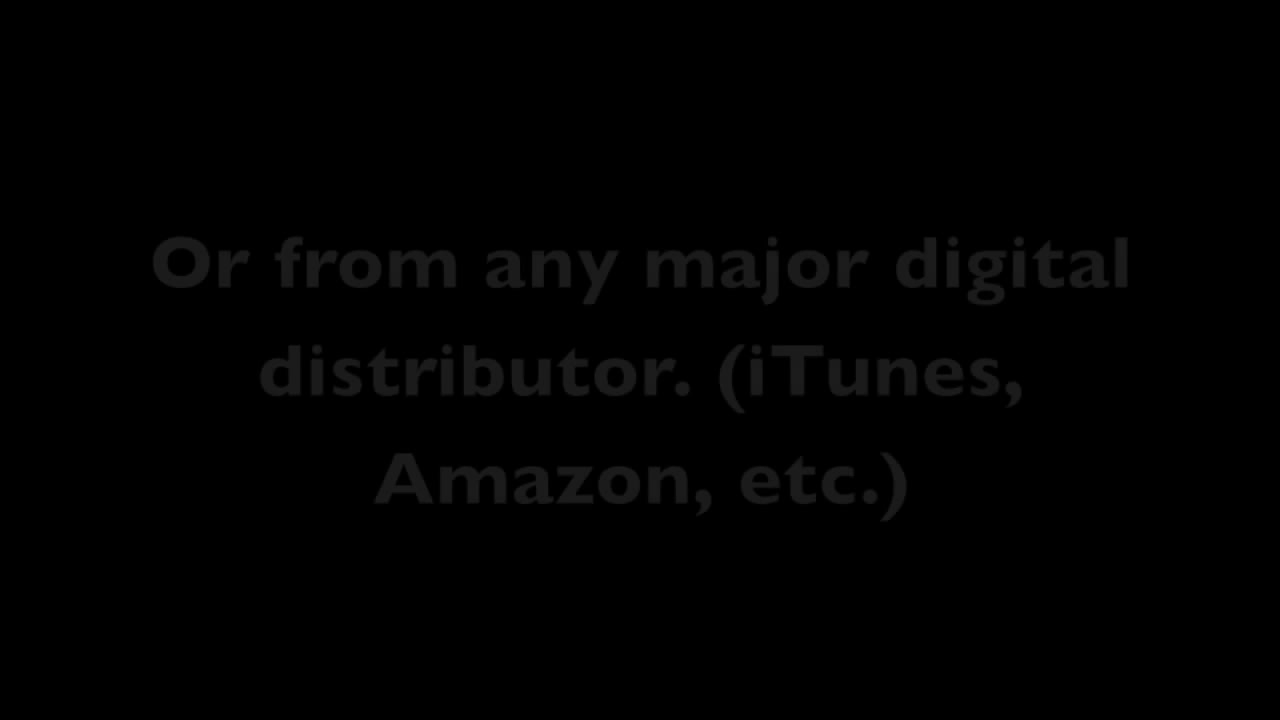 Or from any major digital
distributor. (iTunes,
Amazon, etc.)